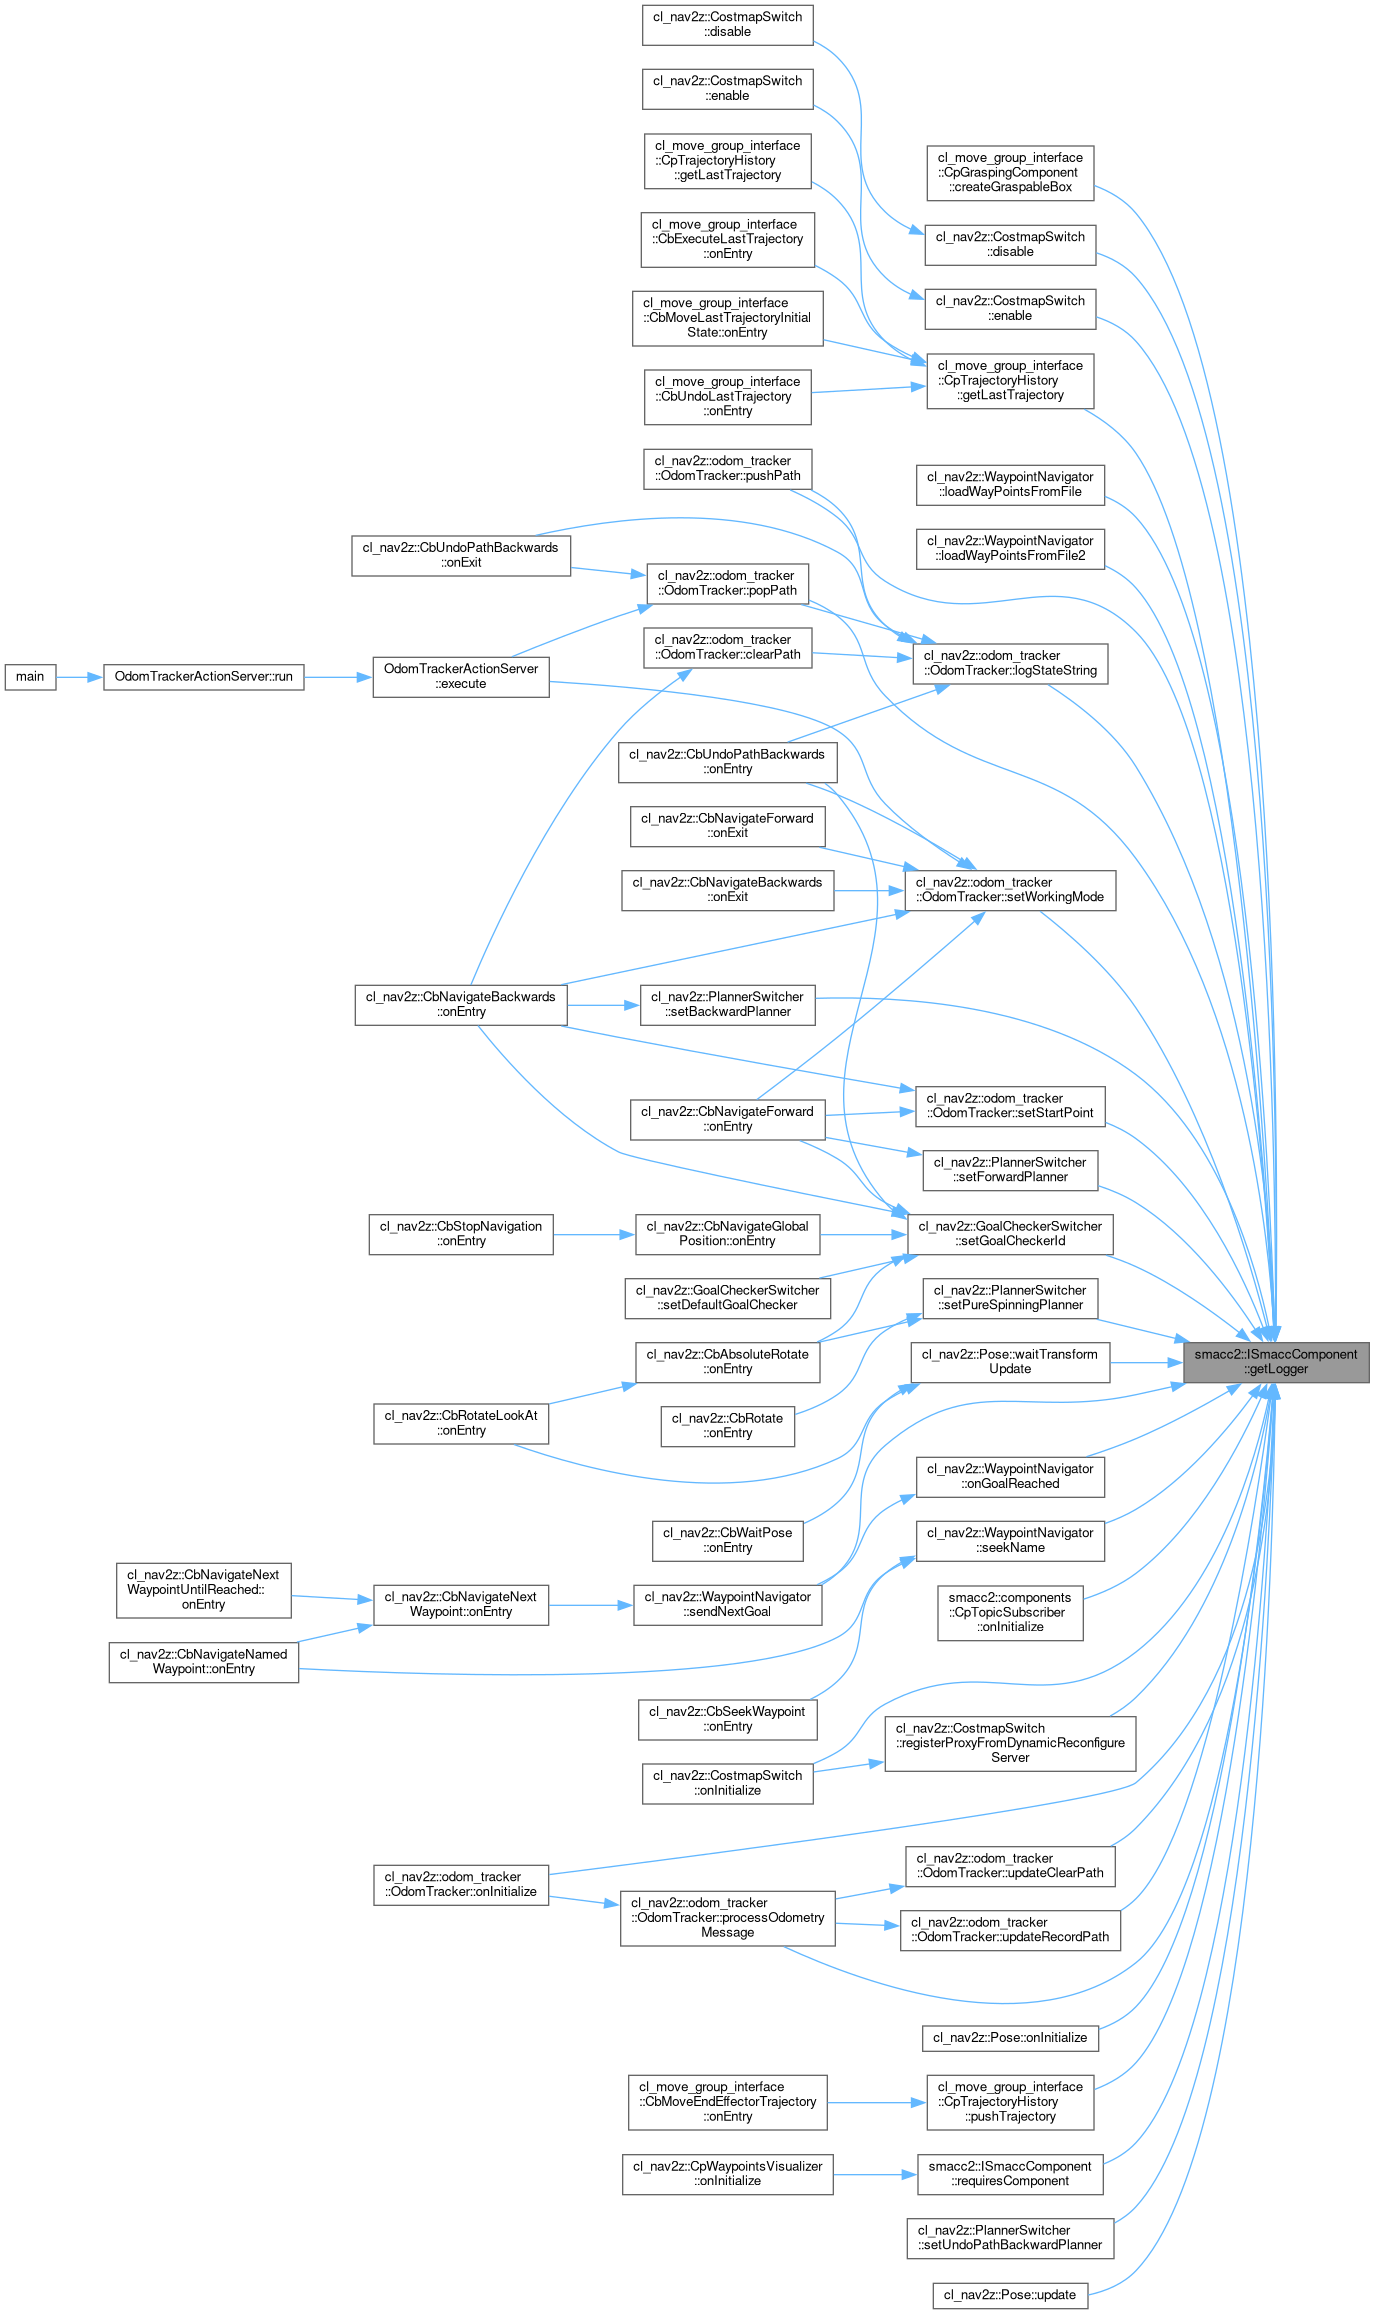 cl_nav2z::CostmapSwitch
::disable
cl_nav2z::CostmapSwitch
::enable
cl_move_group_interface
::CpTrajectoryHistory
::getLastTrajectory
cl_move_group_interface
::CbExecuteLastTrajectory
::onEntry
cl_move_group_interface
::CbMoveLastTrajectoryInitial
State::onEntry
cl_move_group_interface
::CbUndoLastTrajectory
::onEntry
cl_move_group_interface
::CpGraspingComponent
::createGraspableBox
cl_nav2z::CostmapSwitch
::disable
cl_nav2z::CostmapSwitch
::enable
cl_move_group_interface
::CpTrajectoryHistory
::getLastTrajectory
cl_nav2z::odom_tracker
::OdomTracker::pushPath
cl_nav2z::WaypointNavigator
::loadWayPointsFromFile
cl_nav2z::WaypointNavigator
::loadWayPointsFromFile2
cl_nav2z::CbUndoPathBackwards
::onExit
cl_nav2z::odom_tracker
::OdomTracker::popPath
cl_nav2z::odom_tracker
::OdomTracker::clearPath
cl_nav2z::odom_tracker
::OdomTracker::logStateString
main
OdomTrackerActionServer::run
OdomTrackerActionServer
::execute
cl_nav2z::CbUndoPathBackwards
::onEntry
cl_nav2z::CbNavigateForward
::onExit
cl_nav2z::CbNavigateBackwards
::onExit
cl_nav2z::odom_tracker
::OdomTracker::setWorkingMode
cl_nav2z::CbNavigateBackwards
::onEntry
cl_nav2z::PlannerSwitcher
::setBackwardPlanner
cl_nav2z::CbNavigateForward
::onEntry
cl_nav2z::odom_tracker
::OdomTracker::setStartPoint
cl_nav2z::PlannerSwitcher
::setForwardPlanner
cl_nav2z::CbStopNavigation
::onEntry
cl_nav2z::CbNavigateGlobal
Position::onEntry
cl_nav2z::GoalCheckerSwitcher
::setGoalCheckerId
cl_nav2z::GoalCheckerSwitcher
::setDefaultGoalChecker
cl_nav2z::PlannerSwitcher
::setPureSpinningPlanner
cl_nav2z::CbAbsoluteRotate
::onEntry
cl_nav2z::Pose::waitTransform
Update
smacc2::ISmaccComponent
::getLogger
cl_nav2z::CbRotateLookAt
::onEntry
cl_nav2z::CbRotate
::onEntry
cl_nav2z::WaypointNavigator
::onGoalReached
cl_nav2z::CbWaitPose
::onEntry
cl_nav2z::WaypointNavigator
::seekName
cl_nav2z::CbNavigateNext
WaypointUntilReached::
onEntry
cl_nav2z::CbNavigateNext
Waypoint::onEntry
cl_nav2z::WaypointNavigator
::sendNextGoal
smacc2::components
::CpTopicSubscriber
::onInitialize
cl_nav2z::CbNavigateNamed
Waypoint::onEntry
cl_nav2z::CbSeekWaypoint
::onEntry
cl_nav2z::CostmapSwitch
::registerProxyFromDynamicReconfigure
Server
cl_nav2z::CostmapSwitch
::onInitialize
cl_nav2z::odom_tracker
::OdomTracker::updateClearPath
cl_nav2z::odom_tracker
::OdomTracker::onInitialize
cl_nav2z::odom_tracker
::OdomTracker::processOdometry
Message
cl_nav2z::odom_tracker
::OdomTracker::updateRecordPath
cl_nav2z::Pose::onInitialize
cl_move_group_interface
::CbMoveEndEffectorTrajectory
::onEntry
cl_move_group_interface
::CpTrajectoryHistory
::pushTrajectory
cl_nav2z::CpWaypointsVisualizer
::onInitialize
smacc2::ISmaccComponent
::requiresComponent
cl_nav2z::PlannerSwitcher
::setUndoPathBackwardPlanner
cl_nav2z::Pose::update